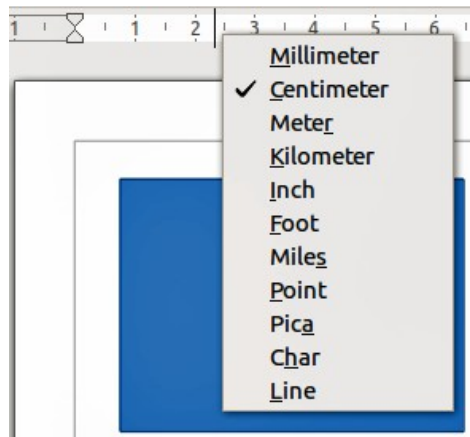 1 1 2 3 4 5 6
Millimeter
✓ Centimeter
Meter
Kilometer
Inch
Foot
Miles
Point
Pica
Char
Line